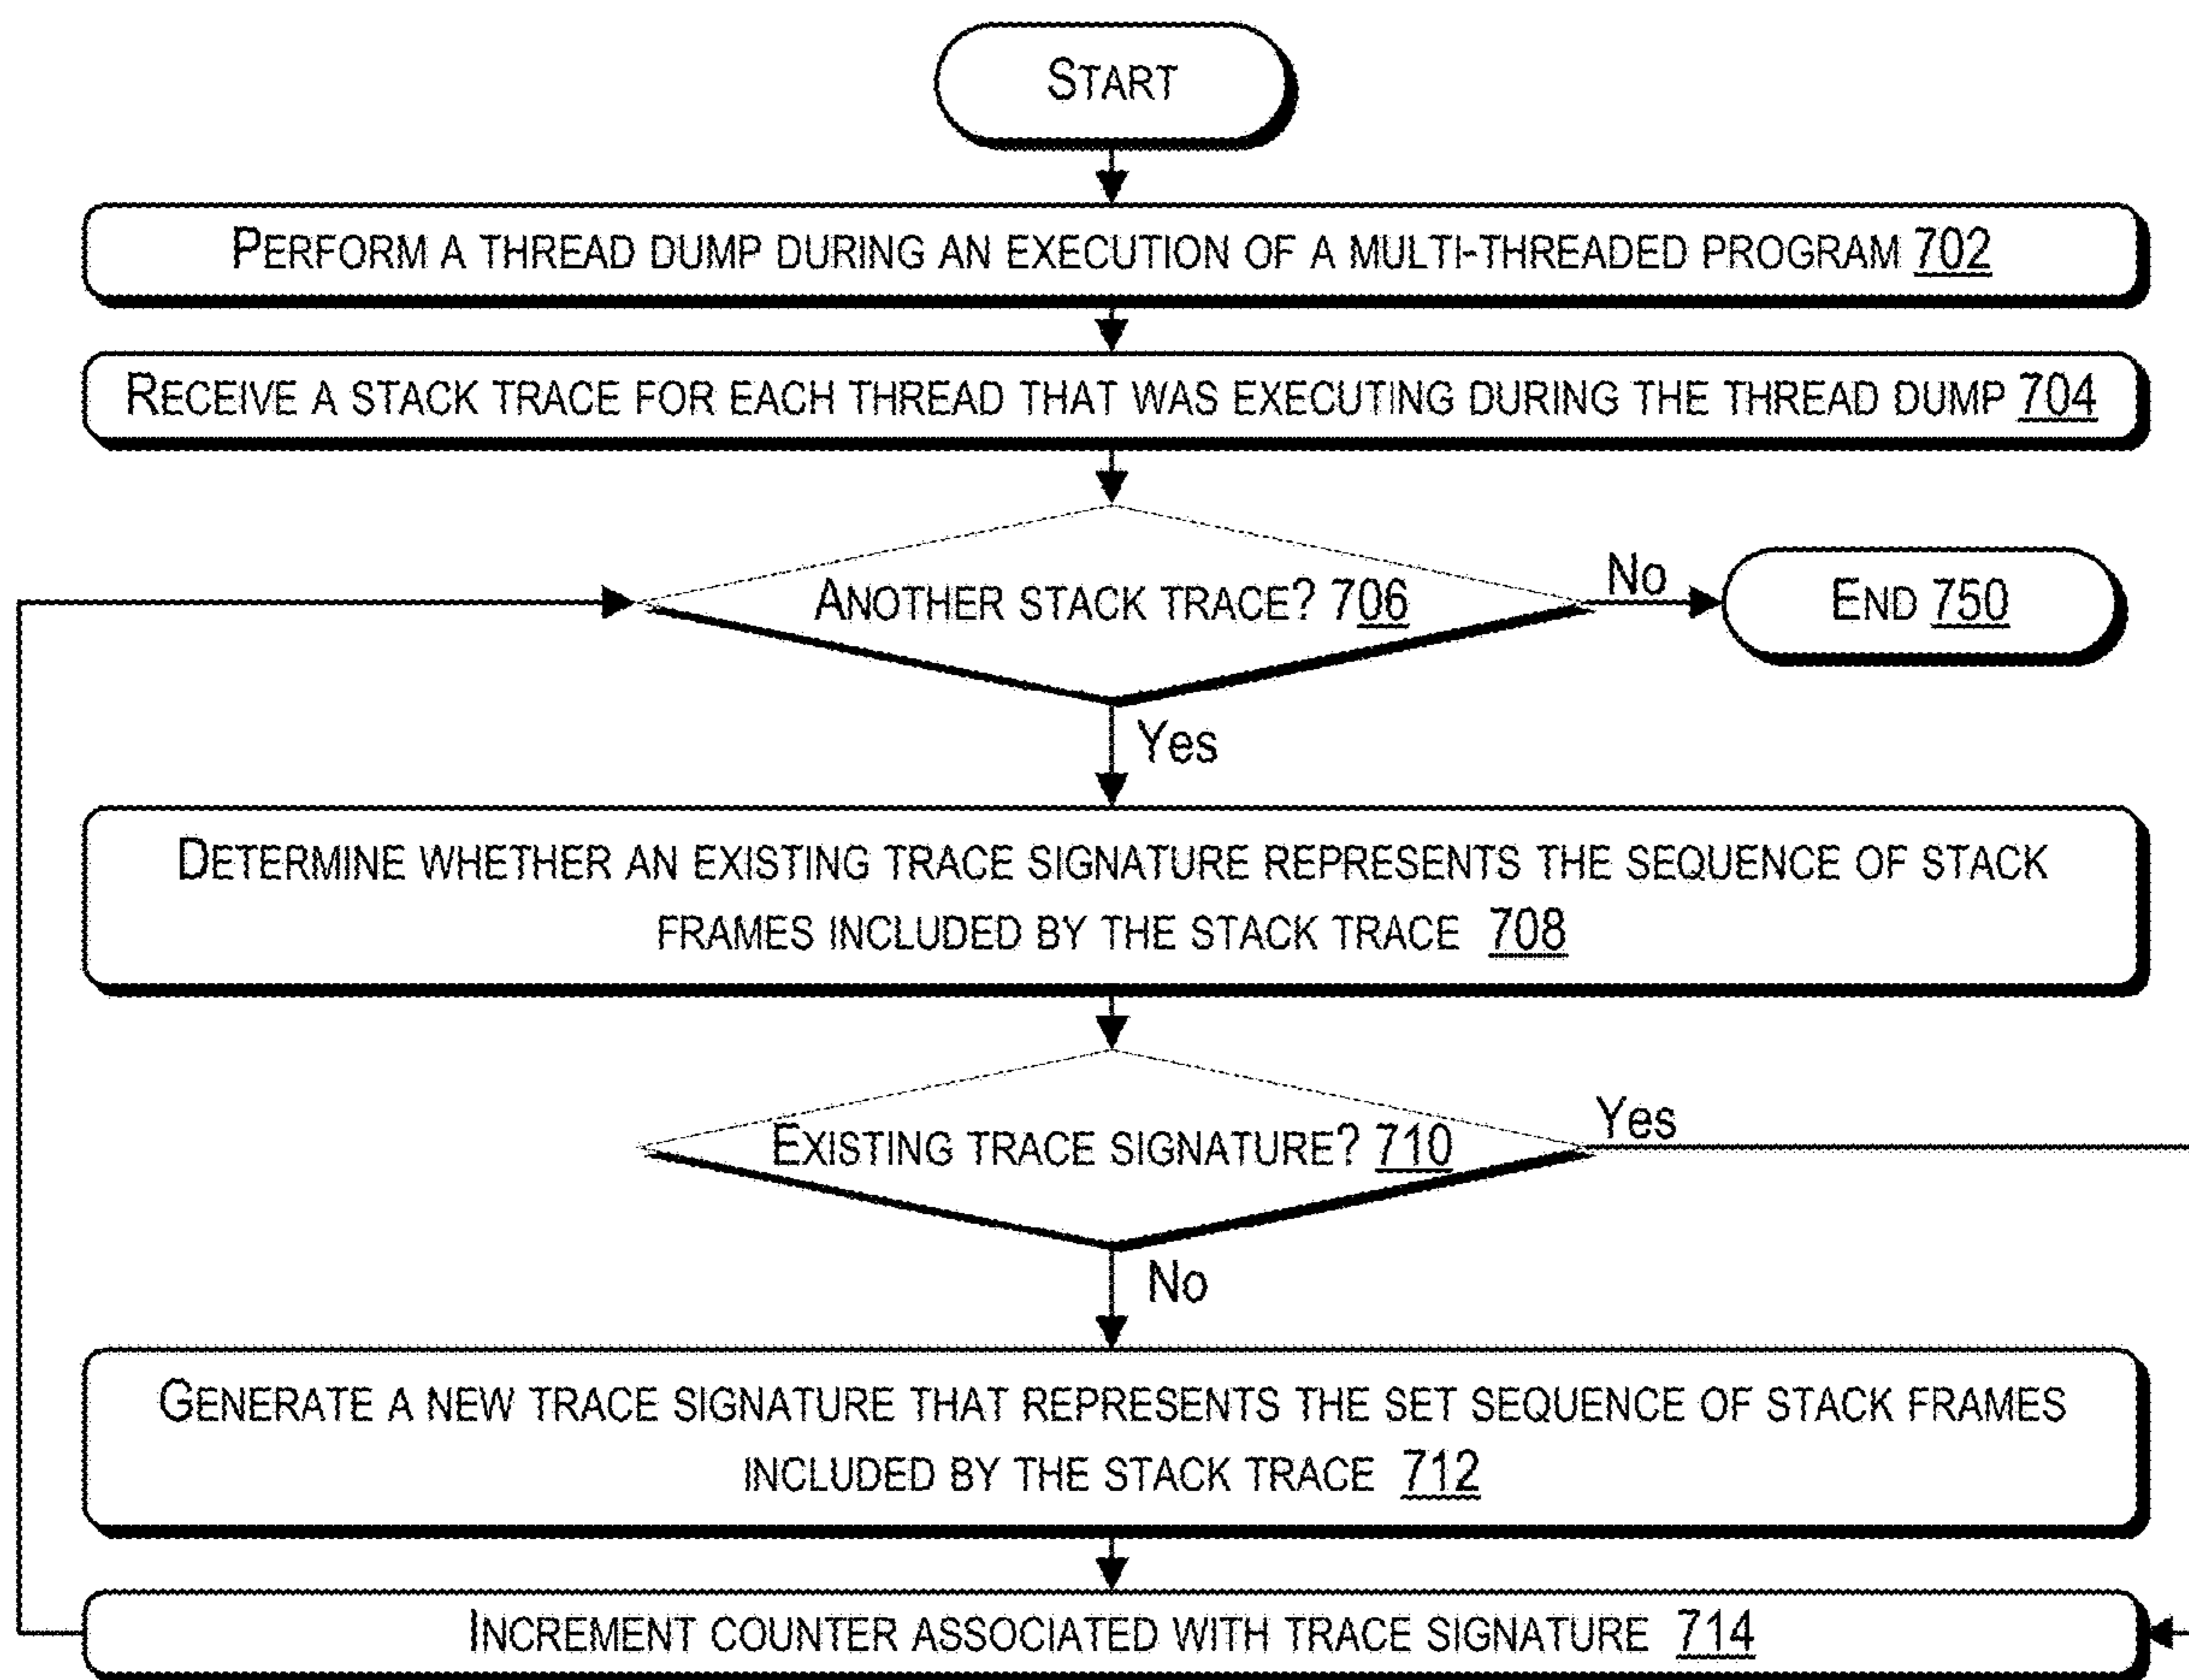 START
PERFORM A THREAD DUMP DURING AN EXECUTION OF A MULTI-THREADED PROGRAM 702
RECEIVE A STACK TRACE FOR EACH THREAD THAT WAS EXECUTING DURING THE THREAD DUMP 704
ANOTHER STACK TRACE? 706
No
END 750
Yes
DETERMINE WHETHER AN EXISTING TRACE SIGNATURE REPRESENTS THE SEQUENCE OF STACK
FRAMES INCLUDED BY THE STACK TRACE 708
EXISTING TRACE SIGNATURE? 710
Yes
No
GENERATE A NEW TRACE SIGNATURE THAT REPRESENTS THE SET SEQUENCE OF STACK FRAMES
INCLUDED BY THE STACK TRACE 712
INCREMENT COUNTER ASSOCIATED WITH TRACE SIGNATURE 714